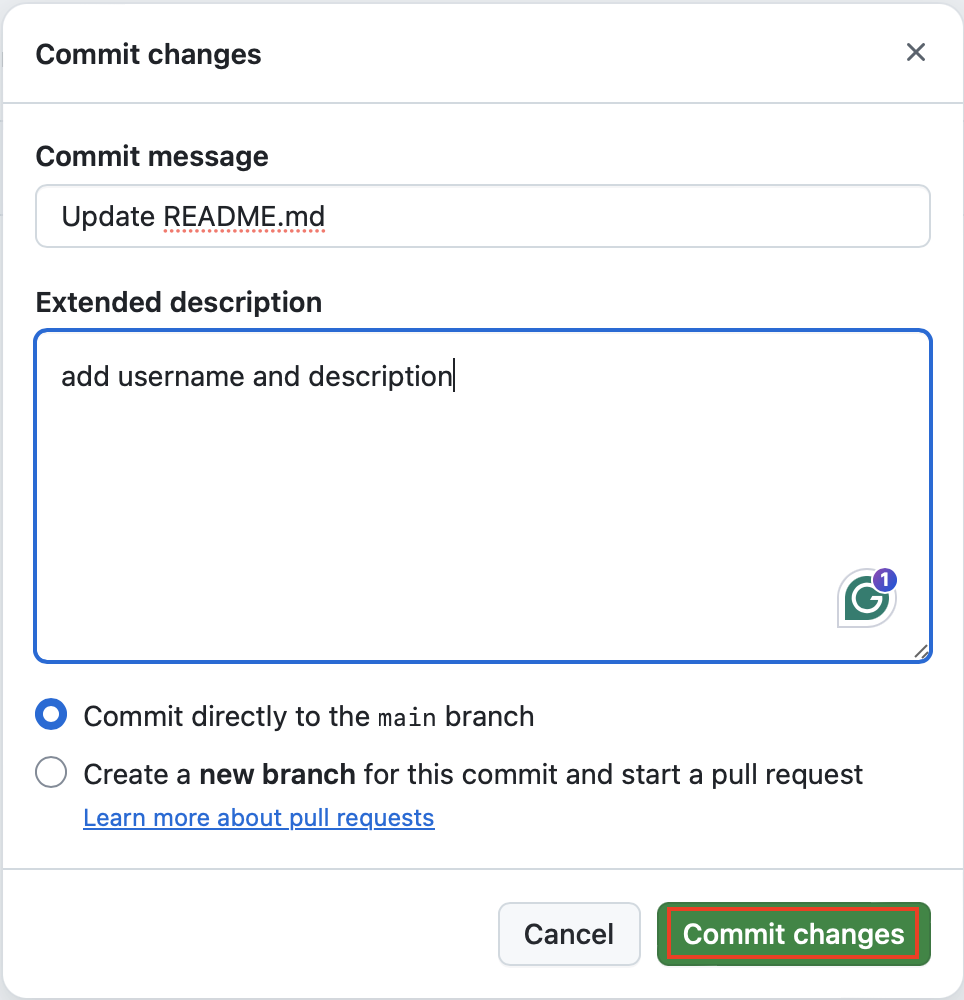 Commit changes
Commit message
Update README.md
Extended description
add username and description
1
Commit directly to the main branch
Create a new branch for this commit and start a pull request
Learn more about pull requests
Cancel
Commit changes